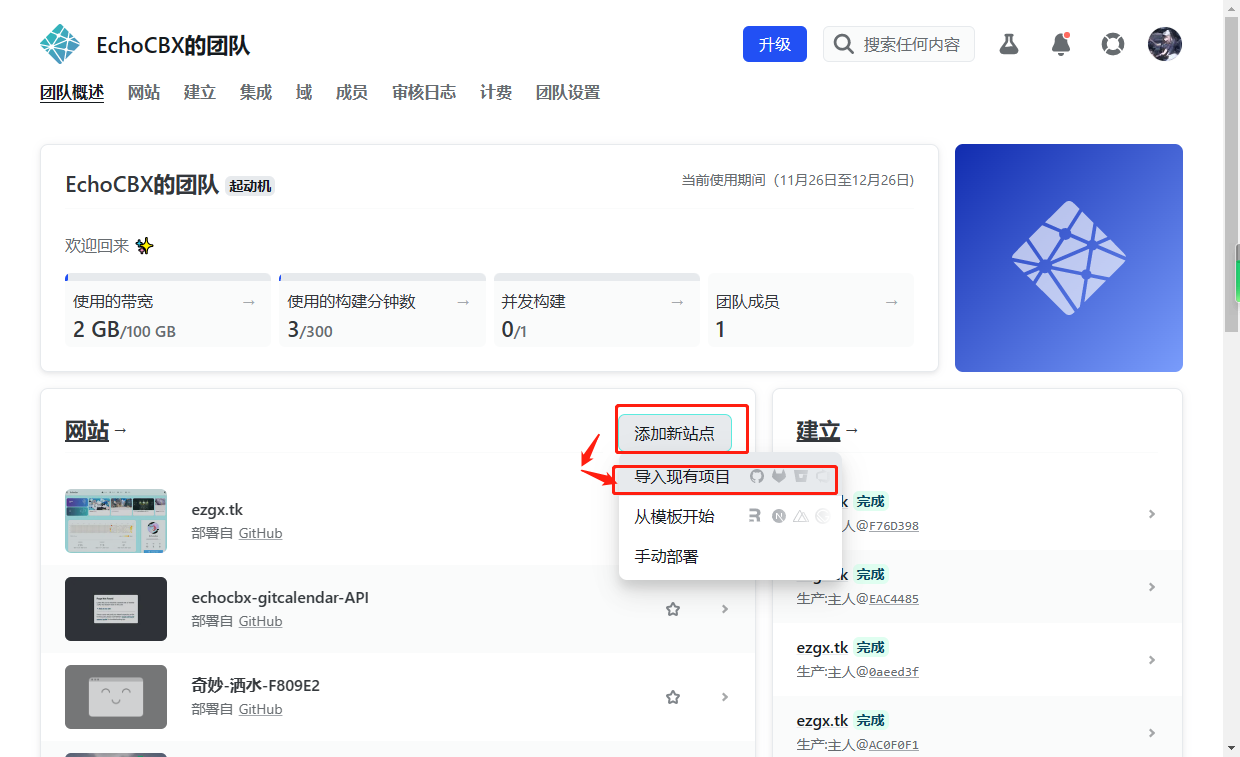 EchoCBX的团队
升级
搜索任何内容
团队概述 网站 建立 集成 域 成员 审核日志 计费 团队设置
EchoCBX的团队 起动机
当前使用期间（11月26日至12月26日）
欢迎回来
使用的带宽 →
2 GB/100 GB
使用的构建分钟数 →
3/300
并发构建 →
0/1
团队成员 →
1
网站→
添加新站点
导入现有项目
从模板开始
手动部署
ezgx.tk
部署自 GitHub
echocbx-gitcalendar-API
部署自 GitHub
奇妙-洒水-F809E2
部署自 GitHub
建立→
完成
@F76D398
完成
生产:主人@EAC4485
ezgx.tk 完成
生产:主人@0aeed3f
ezgx.tk 完成
生产:主人@AC0F0F1